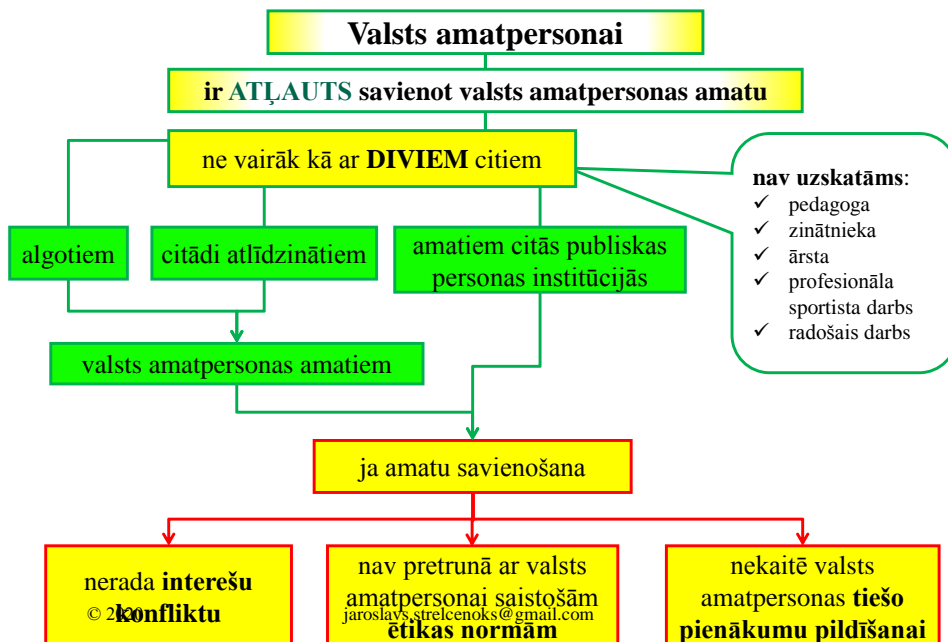 Valsts amatpersonai
ir ATĻAUTS savienot valsts amatpersonas amatu
ne vairāk kā ar DIVIEM citiem
nav uzskatāms:
✓ pedagoga
✓ zinātnieka
✓ ārsta
✓ profesionāla
sportista darbs
✓ radošais darbs
algotiem
citādi atlīdzinātiem
amatiem citās publiskas
personas institūcijās
valsts amatpersonas amatiem
ja amatu savienošana
nerada interešu
konfliktu
nav pretrunā ar valsts
amatpersonai saistošām
ētikas normām
nekaitē valsts
amatpersonas tiešo
pienākumu pildīšanai
© 2020
jaroslavs.strelcenoks@gmail.com